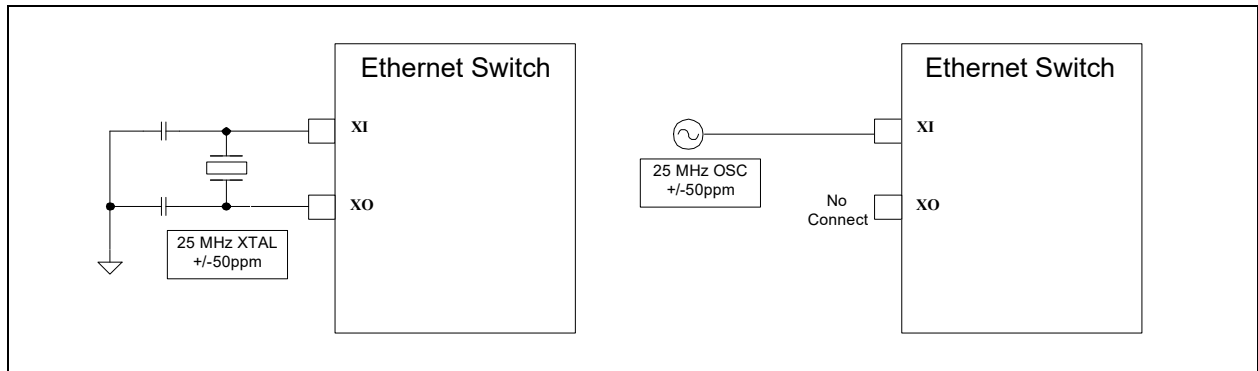 Ethernet Switch
XI
XO
25 MHz XTAL
+/-50ppm
Ethernet Switch
XI
25 MHz OSC
+/-50ppm
No
Connect
XO